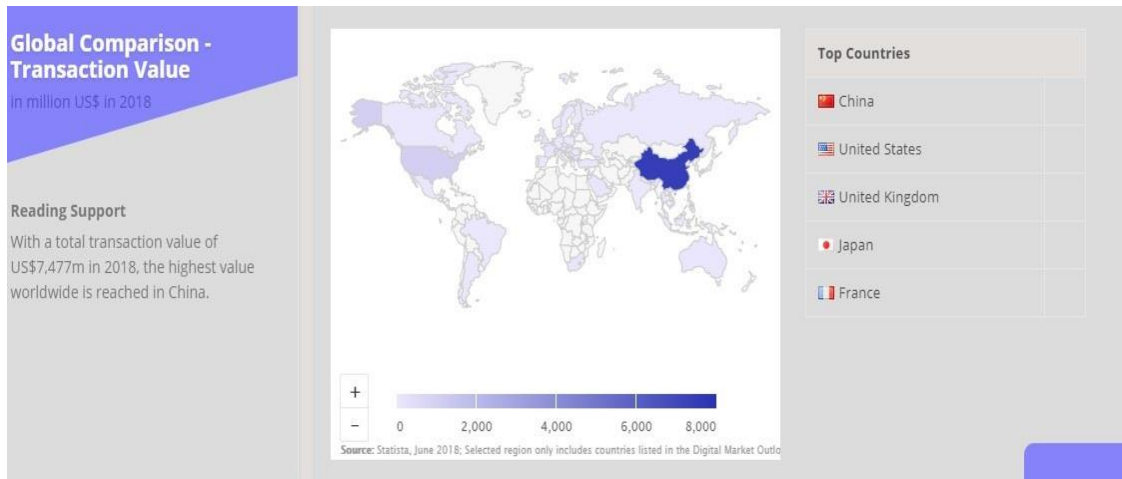 Global Comparison -
Transaction Value
in million US$ in 2018
Reading Support
With a total transaction value of
US$7,477m in 2018, the highest value
worldwide is reached in China.
+
−
0 2,000 4,000 6,000 8,000
Source: Statista, June 2018; Selected region only includes countries listed in the Digital Market Outlo
Top Countries
China
United States
United Kingdom
Japan
France